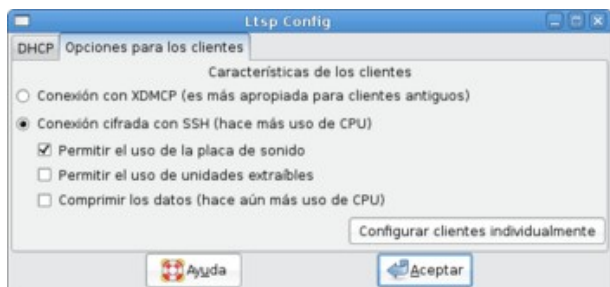 Ltsp Config
DHCP Opciones para los clientes
Características de los clientes
Conexión con XDMCP (es más apropiada para clientes antiguos)
Conexión cifrada con SSH (hace más uso de CPU)
Permitir el uso de la placa de sonido
Permitir el uso de unidades extraíbles
Comprimir los datos (hace aún más uso de CPU)
Configurar clientes individualmente
Ayuda Aceptar